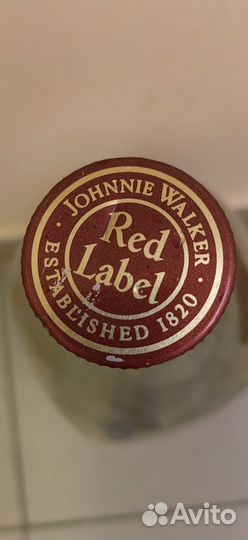 JOHNNIE WALKER
Red
Label
ESTABLISHED 1820
Avito